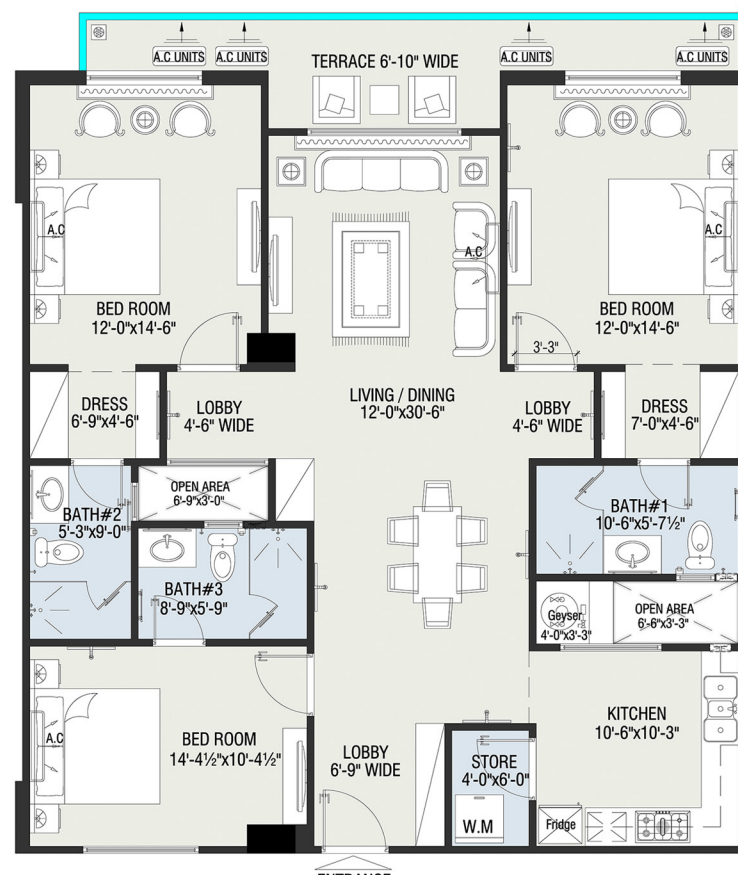 A.C UNITS
A.C UNITS
A.C UNITS
A.C UNITS
TERRACE 6'-10" WIDE
A.C
A.C
A.C
BED ROOM
12'-0"x14'-6"
BED ROOM
12'-0"x14'-6"
3'-3"
DRESS
6'-9"x4'-6"
LOBBY
4'-6" WIDE
LIVING / DINING
12'-0"x30'-6"
LOBBY
4'-6" WIDE
DRESS
7'-0"x4'-6"
OPEN AREA
6'-9"x3'-0"
BATH#2
5'-3"x9'-0"
BATH#1
10'-6"x5'-7½"
BATH#3
8'-9"x5'-9"
Geyser
4'-0"x3'-3"
OPEN AREA
6'-6"x3'-3"
A.C
BED ROOM
14'-4½"x10'-4½"
LOBBY
6'-9" WIDE
STORE
4'-0"x6'-0"
W.M
KITCHEN
10'-6"x10'-3"
Fridge
ENTRANCE